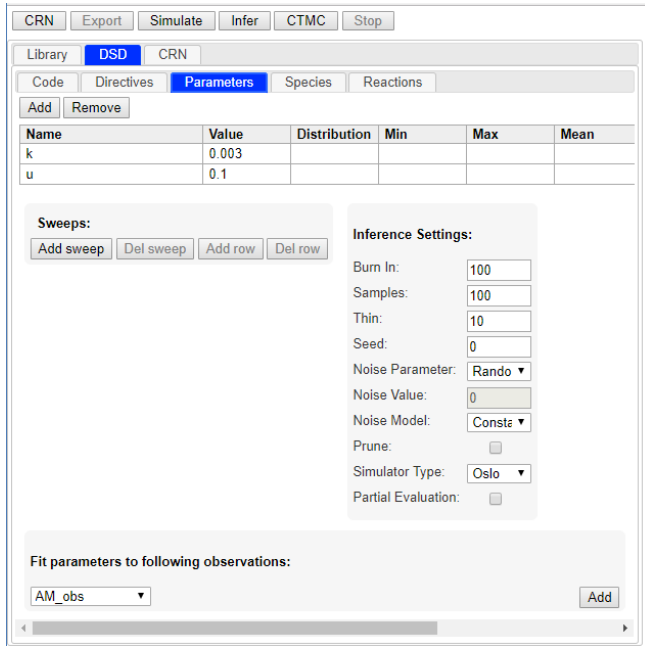 CRN Export Simulate Infer CTMC Stop
Library DSD CRN
Code Directives Parameters Species Reactions
Add Remove
Name Value Distribution Min Max Mean
k 0.003
u 0.1
Sweeps:
Add sweep Del sweep Add row Del row
Inference Settings:
Burn In: 100
Samples: 100
Thin: 10
Seed: 0
Noise Parameter: Rando
Noise Value: 0
Noise Model: Consta
Prune:
Simulator Type: Oslo
Partial Evaluation:
Fit parameters to following observations:
AM_obs Add